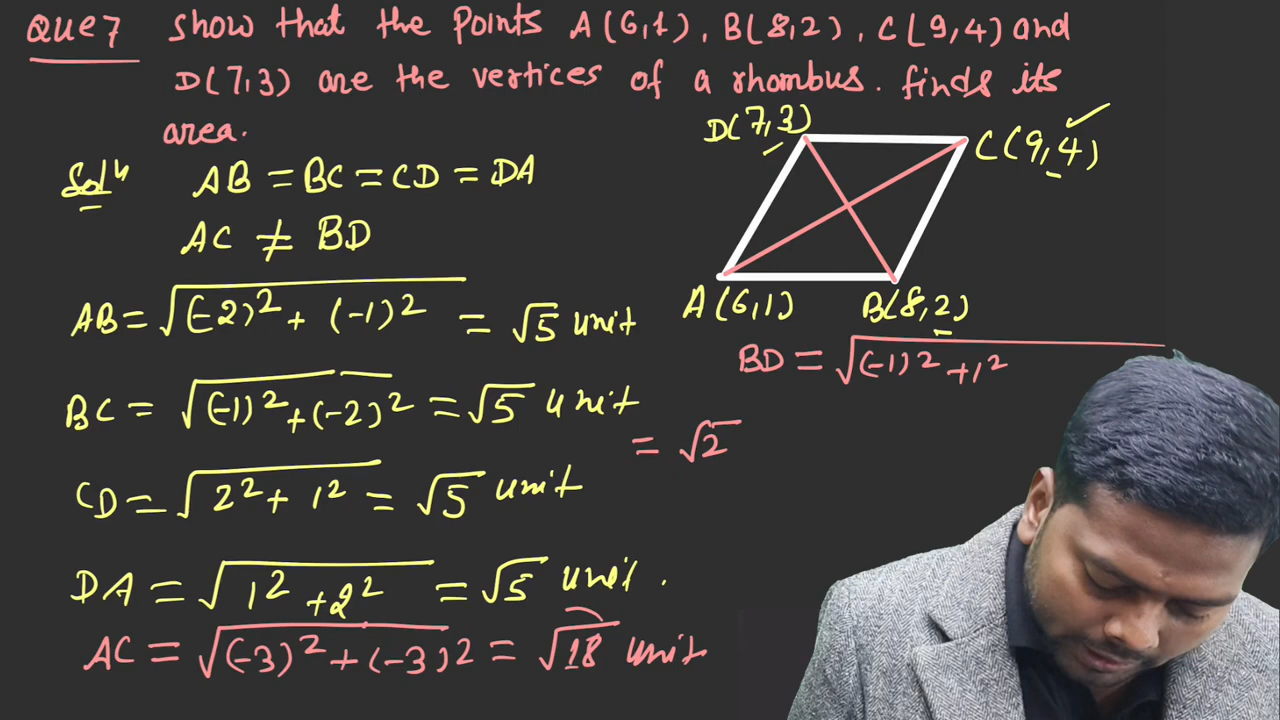 QUE 7 Show that the Points A(6,1), B(8,2), C(9,4) and
D(7,3) are the vertices of a rhombus. finds its
area.
D(7,3)
C(9,4)
Solⁿ AB = BC = CD = DA
AC ≠ BD
A(6,1) B(8,2)
AB = √(-2)² + (-1)² = √5 unit
BD = √(-1)² + 1²
= √2
BC = √(-1)² + (-2)² = √5 unit
CD = √2² + 1² = √5 unit
DA = √1² + 2² = √5 unit.
AC = √(-3)² + (-3)² = √18 unit